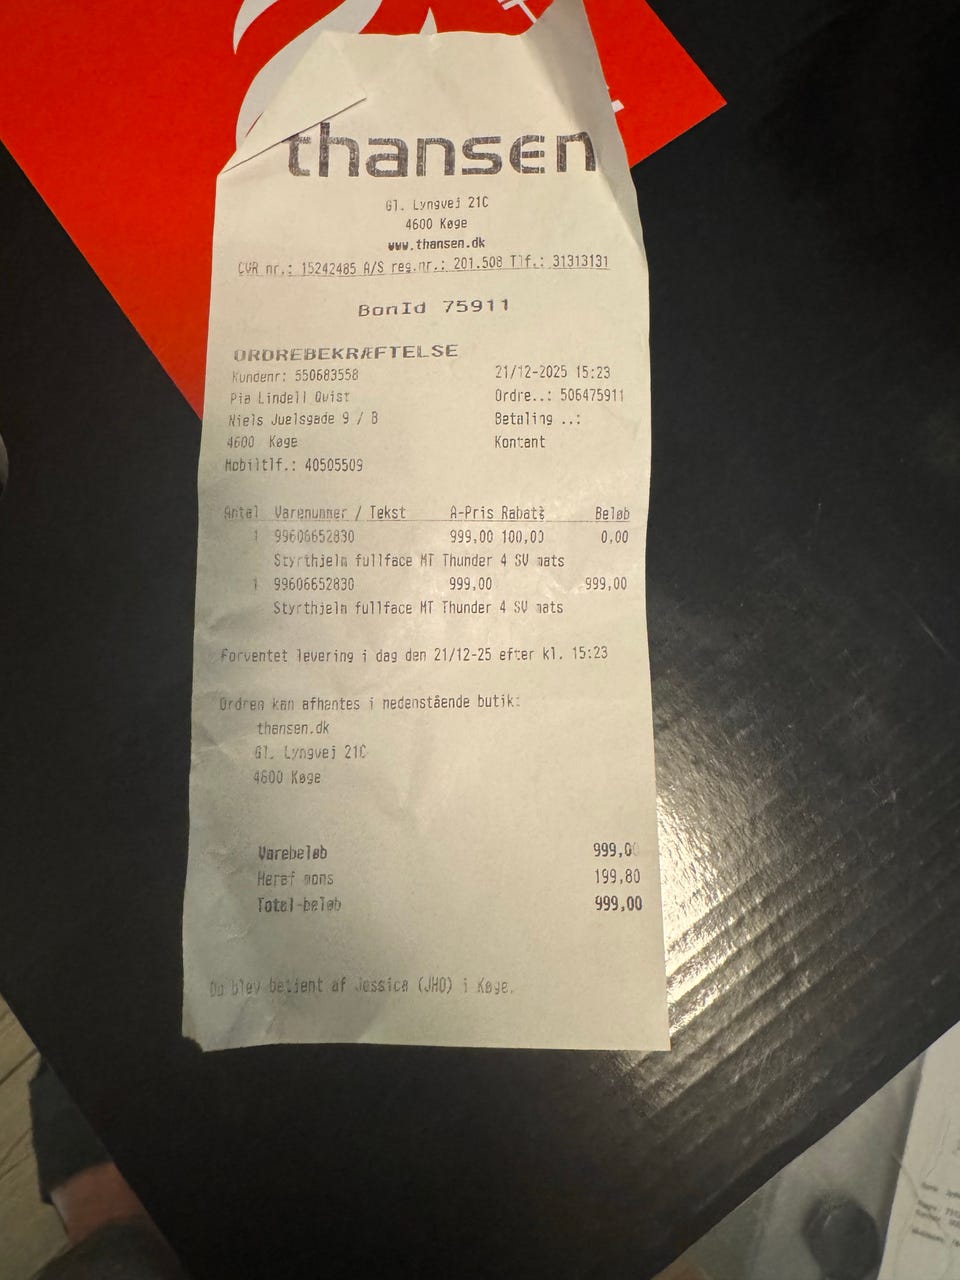 thansen
Gl. Lyngvej 21C
4600 Køge
www.thansen.dk
CVR nr.: 15242485 A/S reg.nr.: 201.508 Tlf.: 31313131
BonId 75911
ORDREBEKRÆFTELSE
Kundenr: 550683558 21/12-2025 15:23
Pia Lindell Quist Ordre..: 506475911
Niels Juelsgade 9 / B Betaling ..:
4600 Køge Kontant
Mobiltlf.: 40505509
Antal Varenummer / Tekst A-Pris Rabat% Beløb
1 99606652830 999,00 100,00 0,00
Styrthjelm fullface MT Thunder 4 SV mats
1 99606652830 999,00 999,00
Styrthjelm fullface MT Thunder 4 SV mats
Forventet levering i dag den 21/12-25 efter kl. 15:23
Ordren kan afhentes i nedenstående butik:
thansen.dk
Gl. Lyngvej 21C
4600 Køge
Varebeløb 999,00
Heraf moms 199,80
Total-beløb 999,00
Du blev betjent af Jessica (JHO) i Køge.